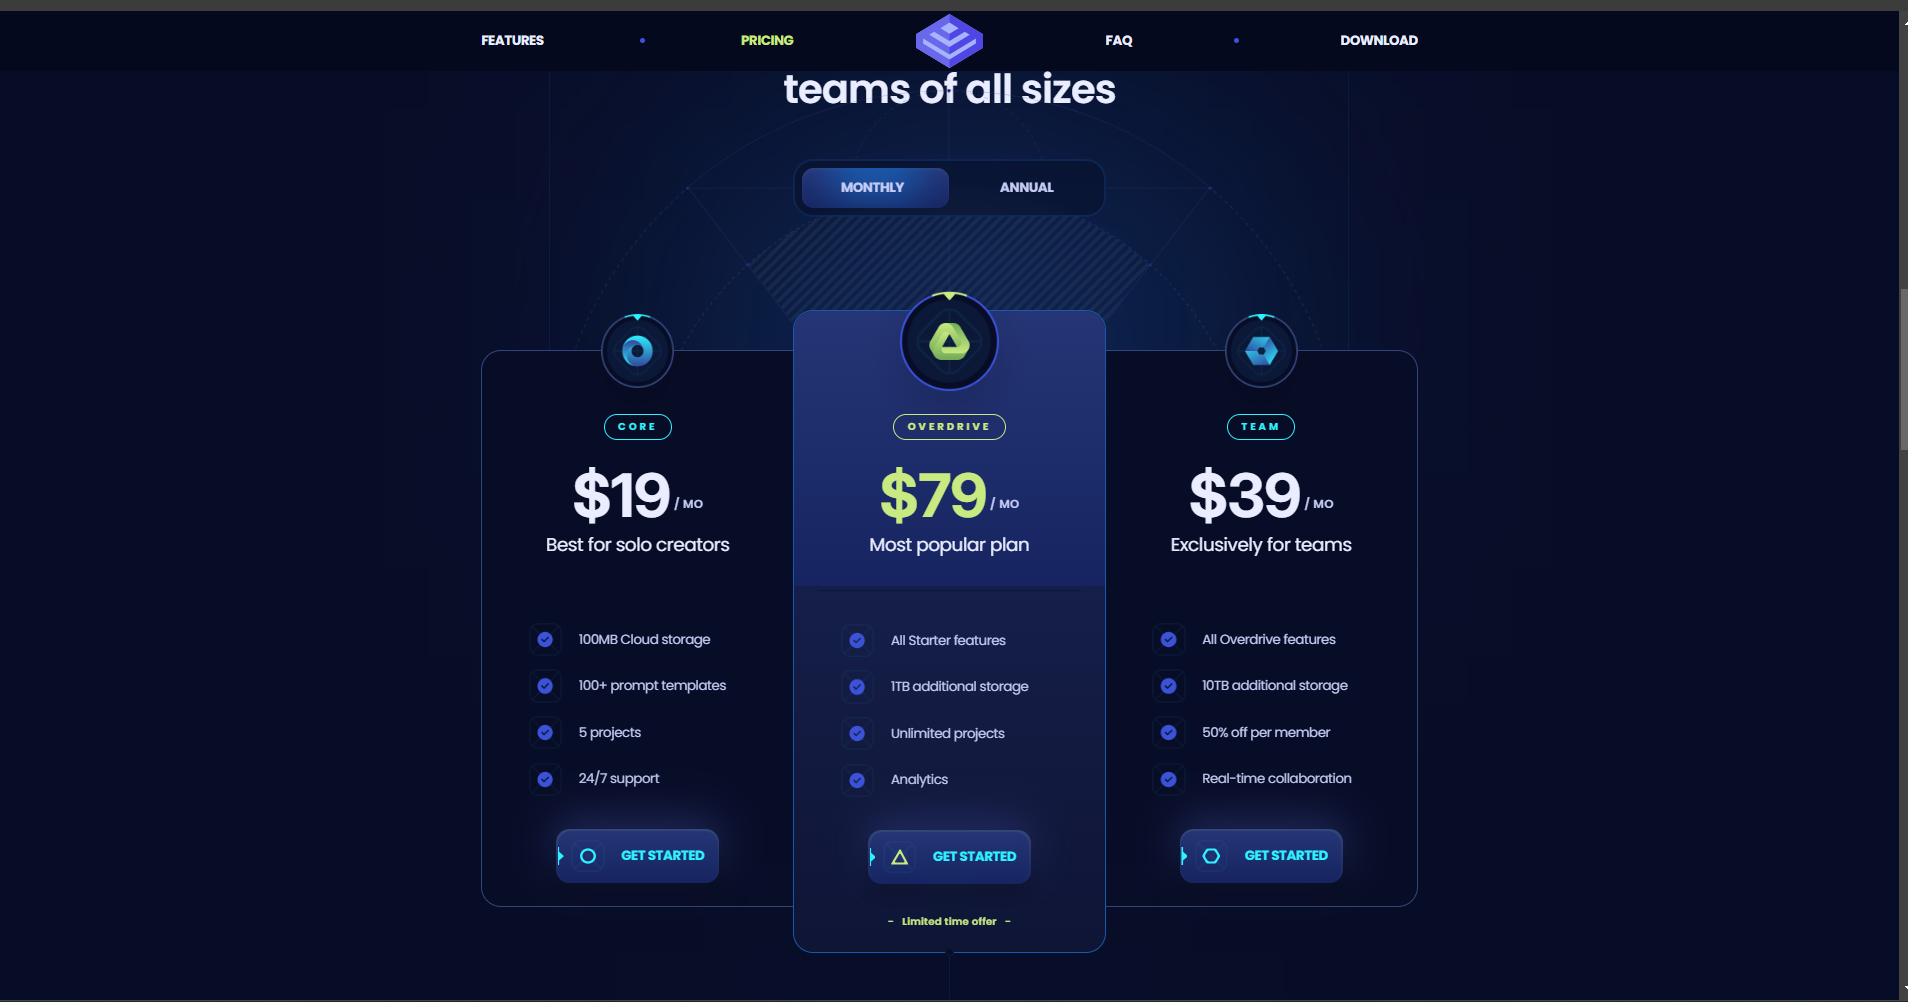 FEATURES
PRICING
FAQ
DOWNLOAD
teams of all sizes
MONTHLY
ANNUAL
CORE
$19 / MO
Best for solo creators
100MB Cloud storage
100+ prompt templates
5 projects
24/7 support
GET STARTED
OVERDRIVE
$79 / MO
Most popular plan
All Starter features
1TB additional storage
Unlimited projects
Analytics
GET STARTED
- Limited time offer -
TEAM
$39 / MO
Exclusively for teams
All Overdrive features
10TB additional storage
50% off per member
Real-time collaboration
GET STARTED